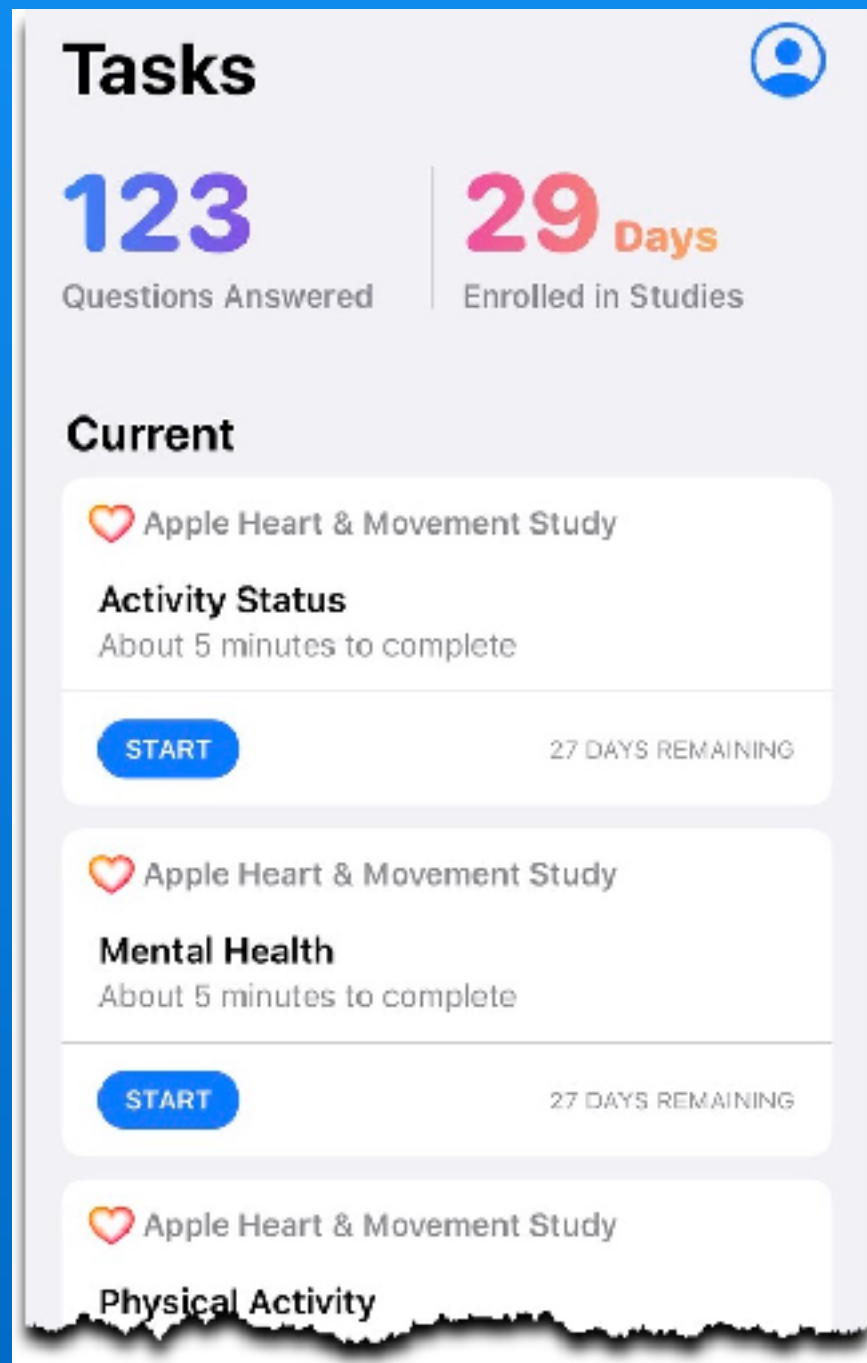 Tasks
123
Questions Answered
29 Days
Enrolled in Studies
Current
Apple Heart & Movement Study
Activity Status
About 5 minutes to complete
START
27 DAYS REMAINING
Apple Heart & Movement Study
Mental Health
About 5 minutes to complete
START
27 DAYS REMAINING
Apple Heart & Movement Study
Physical Activity